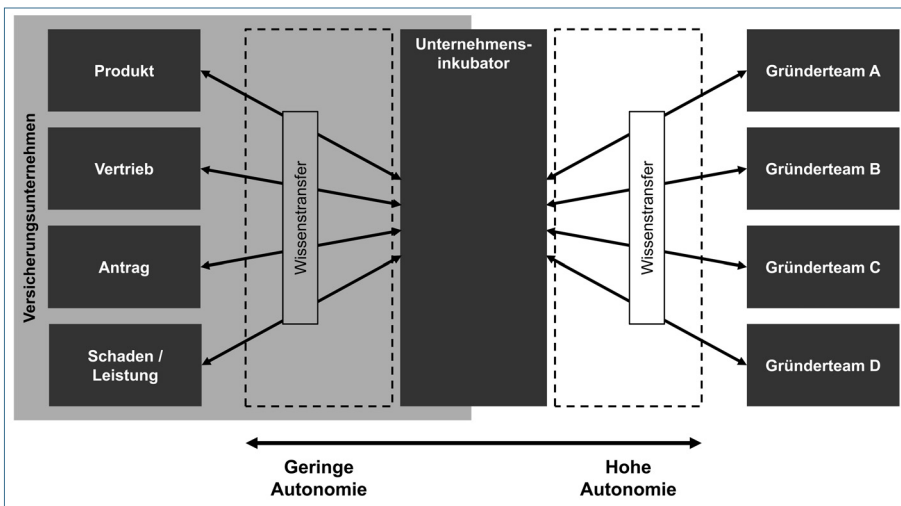 Versicherungsunternehmen
Produkt
Vertrieb
Antrag
Schaden /
Leistung
Wissenstransfer
Unternehmens-
inkubator
Wissenstransfer
Gründerteam A
Gründerteam B
Gründerteam C
Gründerteam D
Geringe
Autonomie
Hohe
Autonomie